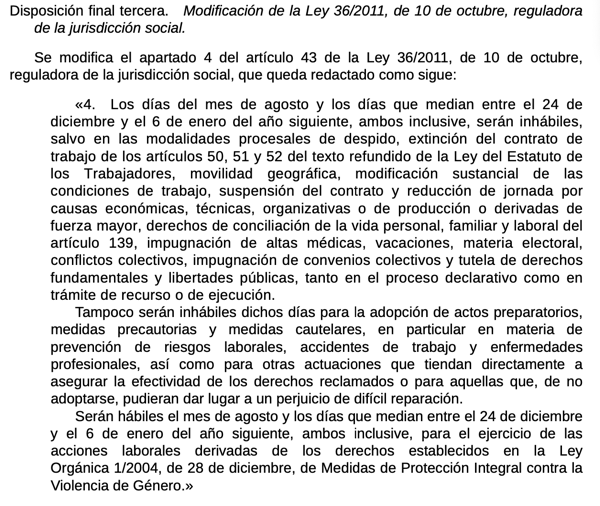 Disposición final tercera. Modificación de la Ley 36/2011, de 10 de octubre, reguladora
de la jurisdicción social.
Se modifica el apartado 4 del artículo 43 de la Ley 36/2011, de 10 de octubre,
reguladora de la jurisdicción social, que queda redactado como sigue:
«4. Los días del mes de agosto y los días que median entre el 24 de
diciembre y el 6 de enero del año siguiente, ambos inclusive, serán inhábiles,
salvo en las modalidades procesales de despido, extinción del contrato de
trabajo de los artículos 50, 51 y 52 del texto refundido de la Ley del Estatuto de
los Trabajadores, movilidad geográfica, modificación sustancial de las
condiciones de trabajo, suspensión del contrato y reducción de jornada por
causas económicas, técnicas, organizativas o de producción o derivadas de
fuerza mayor, derechos de conciliación de la vida personal, familiar y laboral del
artículo 139, impugnación de altas médicas, vacaciones, materia electoral,
conflictos colectivos, impugnación de convenios colectivos y tutela de derechos
fundamentales y libertades públicas, tanto en el proceso declarativo como en
trámite de recurso o de ejecución.
Tampoco serán inhábiles dichos días para la adopción de actos preparatorios,
medidas precautorias y medidas cautelares, en particular en materia de
prevención de riesgos laborales, accidentes de trabajo y enfermedades
profesionales, así como para otras actuaciones que tiendan directamente a
asegurar la efectividad de los derechos reclamados o para aquellas que, de no
adoptarse, pudieran dar lugar a un perjuicio de difícil reparación.
Serán hábiles el mes de agosto y los días que median entre el 24 de diciembre
y el 6 de enero del año siguiente, ambos inclusive, para el ejercicio de las
acciones laborales derivadas de los derechos establecidos en la Ley
Orgánica 1/2004, de 28 de diciembre, de Medidas de Protección Integral contra la
Violencia de Género.»